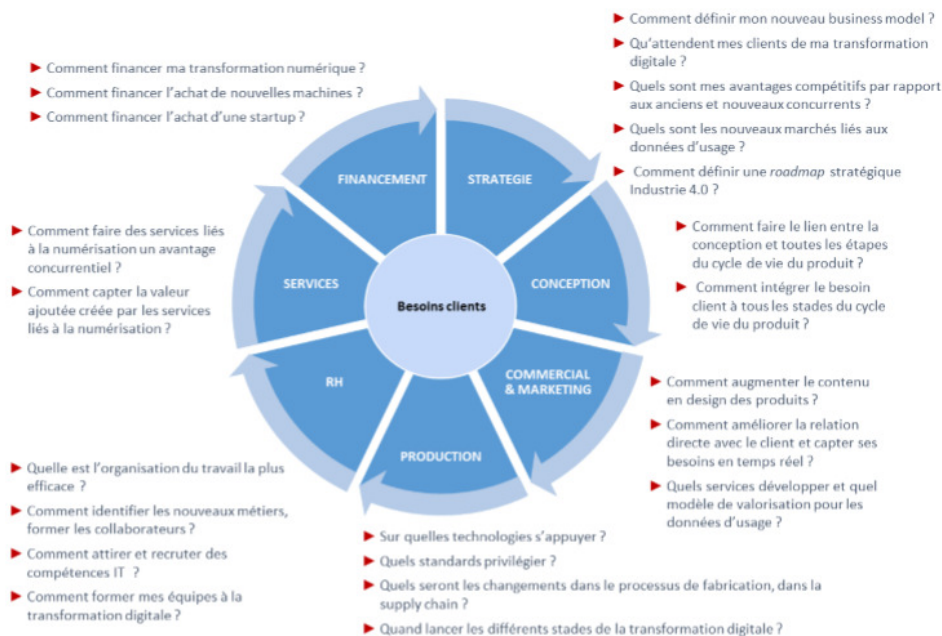 Comment définir mon nouveau business model ?
Qu'attendent mes clients de ma transformation
digitale ?
Quels sont mes avantages compétitifs par rapport
aux anciens et nouveaux concurrents ?
Quels sont les nouveaux marchés liés aux
données d'usage ?
Comment définir une roadmap stratégique
Industrie 4.0 ?
Comment financer ma transformation numérique ?
Comment financer l'achat de nouvelles machines ?
Comment financer l'achat d'une startup ?
FINANCEMENT
STRATEGIE
Comment faire des services liés
à la numérisation un avantage
concurrentiel ?
Comment capter la valeur
ajoutée créée par les services
liés à la numérisation ?
SERVICES
Besoins clients
CONCEPTION
Comment faire le lien entre la
conception et toutes les étapes
du cycle de vie du produit ?
Comment intégrer le besoin
client à tous les stades du cycle
de vie du produit ?
RH
COMMERCIAL
& MARKETING
PRODUCTION
Comment augmenter le contenu
en design des produits ?
Comment améliorer la relation
directe avec le client et capter ses
besoins en temps réel ?
Quels services développer et quel
modèle de valorisation pour les
données d'usage ?
Quelle est l'organisation du travail la plus
efficace ?
Comment identifier les nouveaux métiers,
former les collaborateurs ?
Comment attirer et recruter des
compétences IT ?
Comment former mes équipes à la
transformation digitale ?
Sur quelles technologies s'appuyer ?
Quels standards privilégier ?
Quels seront les changements dans le processus de fabrication, dans la
supply chain ?
Quand lancer les différents stades de la transformation digitale ?